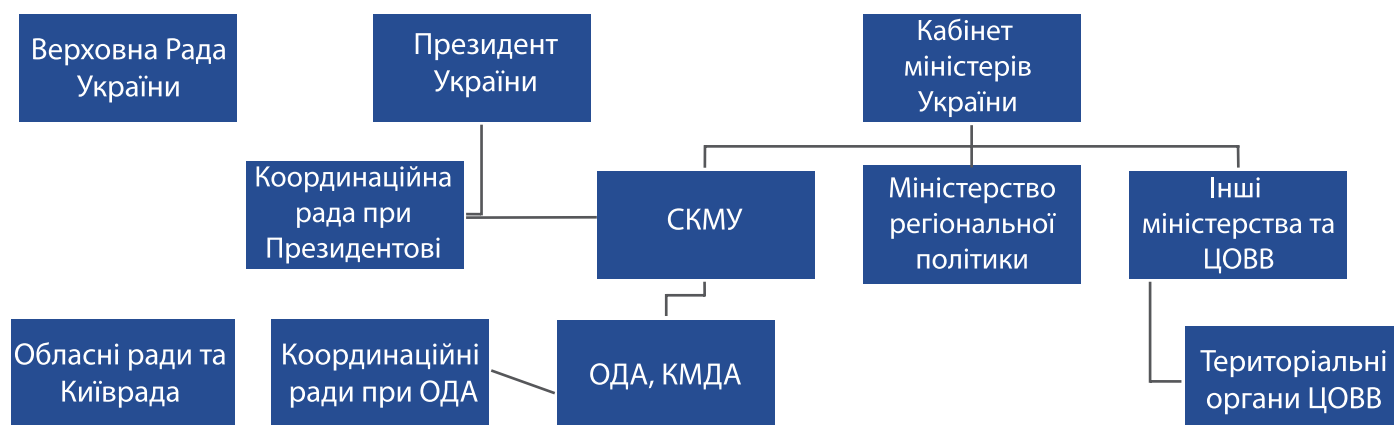 Верховна Рада
України
Президент
України
Кабінет
міністерів
України
Координаційна
рада при
Президентові
СКМУ
Міністерство
регіональної
політики
Інші
міністерства та
ЦОВВ
Обласні ради та
Київрада
Координаційні
ради при ОДА
ОДА, КМДА
Територіальні
органи ЦОВВ